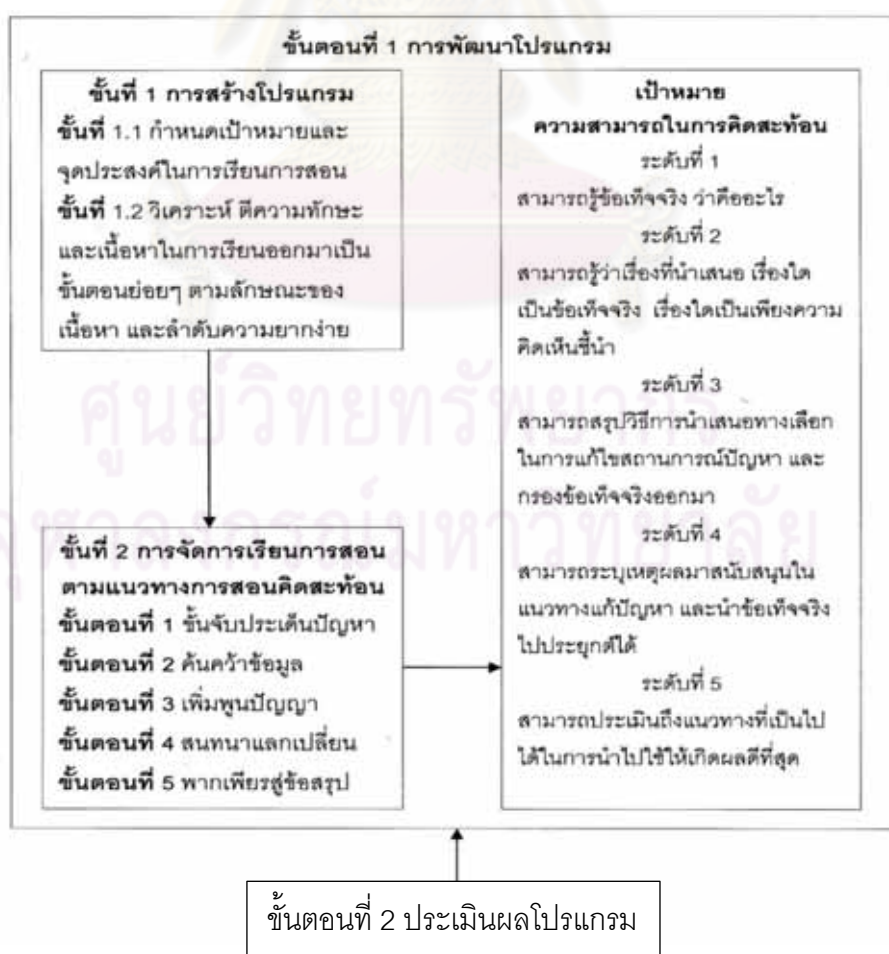 ขั้นตอนที่ 1 การพัฒนาโปรแกรม
ขั้นที่ 1 การสร้างโปรแกรม
ขั้นที่ 1.1 กำหนดเป้าหมายและ
จุดประสงค์ในการเรียนการสอน
ขั้นที่ 1.2 วิเคราะห์ ตีความทักษะ
และเนื้อหาในการเรียนออกมาเป็น
ขั้นตอนย่อยๆ ตามลักษณะของ
เนื้อหา และลำดับความยากง่าย
ขั้นที่ 2 การจัดการเรียนการสอน
ตามแนวทางการสอนคิดสะท้อน
ขั้นตอนที่ 1 ขั้นจับประเด็นปัญหา
ขั้นตอนที่ 2 ค้นคว้าข้อมูล
ขั้นตอนที่ 3 เพิ่มพูนปัญญา
ขั้นตอนที่ 4 สนทนาแลกเปลี่ยน
ขั้นตอนที่ 5 พากเพียรสู่ข้อสรุป
เป้าหมาย
ความสามารถในการคิดสะท้อน
ระดับที่ 1
สามารถรู้ข้อเท็จจริง ว่าคืออะไร
ระดับที่ 2
สามารถรู้ว่าเรื่องที่นำเสนอ เรื่องใด
เป็นข้อเท็จจริง เรื่องใดเป็นเพียงความ
คิดเห็นชี้นำ
ระดับที่ 3
สามารถสรุปวิธีการนำเสนอทางเลือก
ในการแก้ไขสถานการณ์ปัญหา และ
กรองข้อเท็จจริงออกมา
ระดับที่ 4
สามารถระบุเหตุผลมาสนับสนุนใน
แนวทางแก้ปัญหา และนำข้อเท็จจริง
ไปประยุกต์ได้
ระดับที่ 5
สามารถประเมินถึงแนวทางที่เป็นไป
ได้ในการนำไปใช้ให้เกิดผลดีที่สุด
ศูนย์วิทยทรัพยากร
จุฬาลงกรณ์มหาวิทยาลัย
ขั้นตอนที่ 2 ประเมินผลโปรแกรม